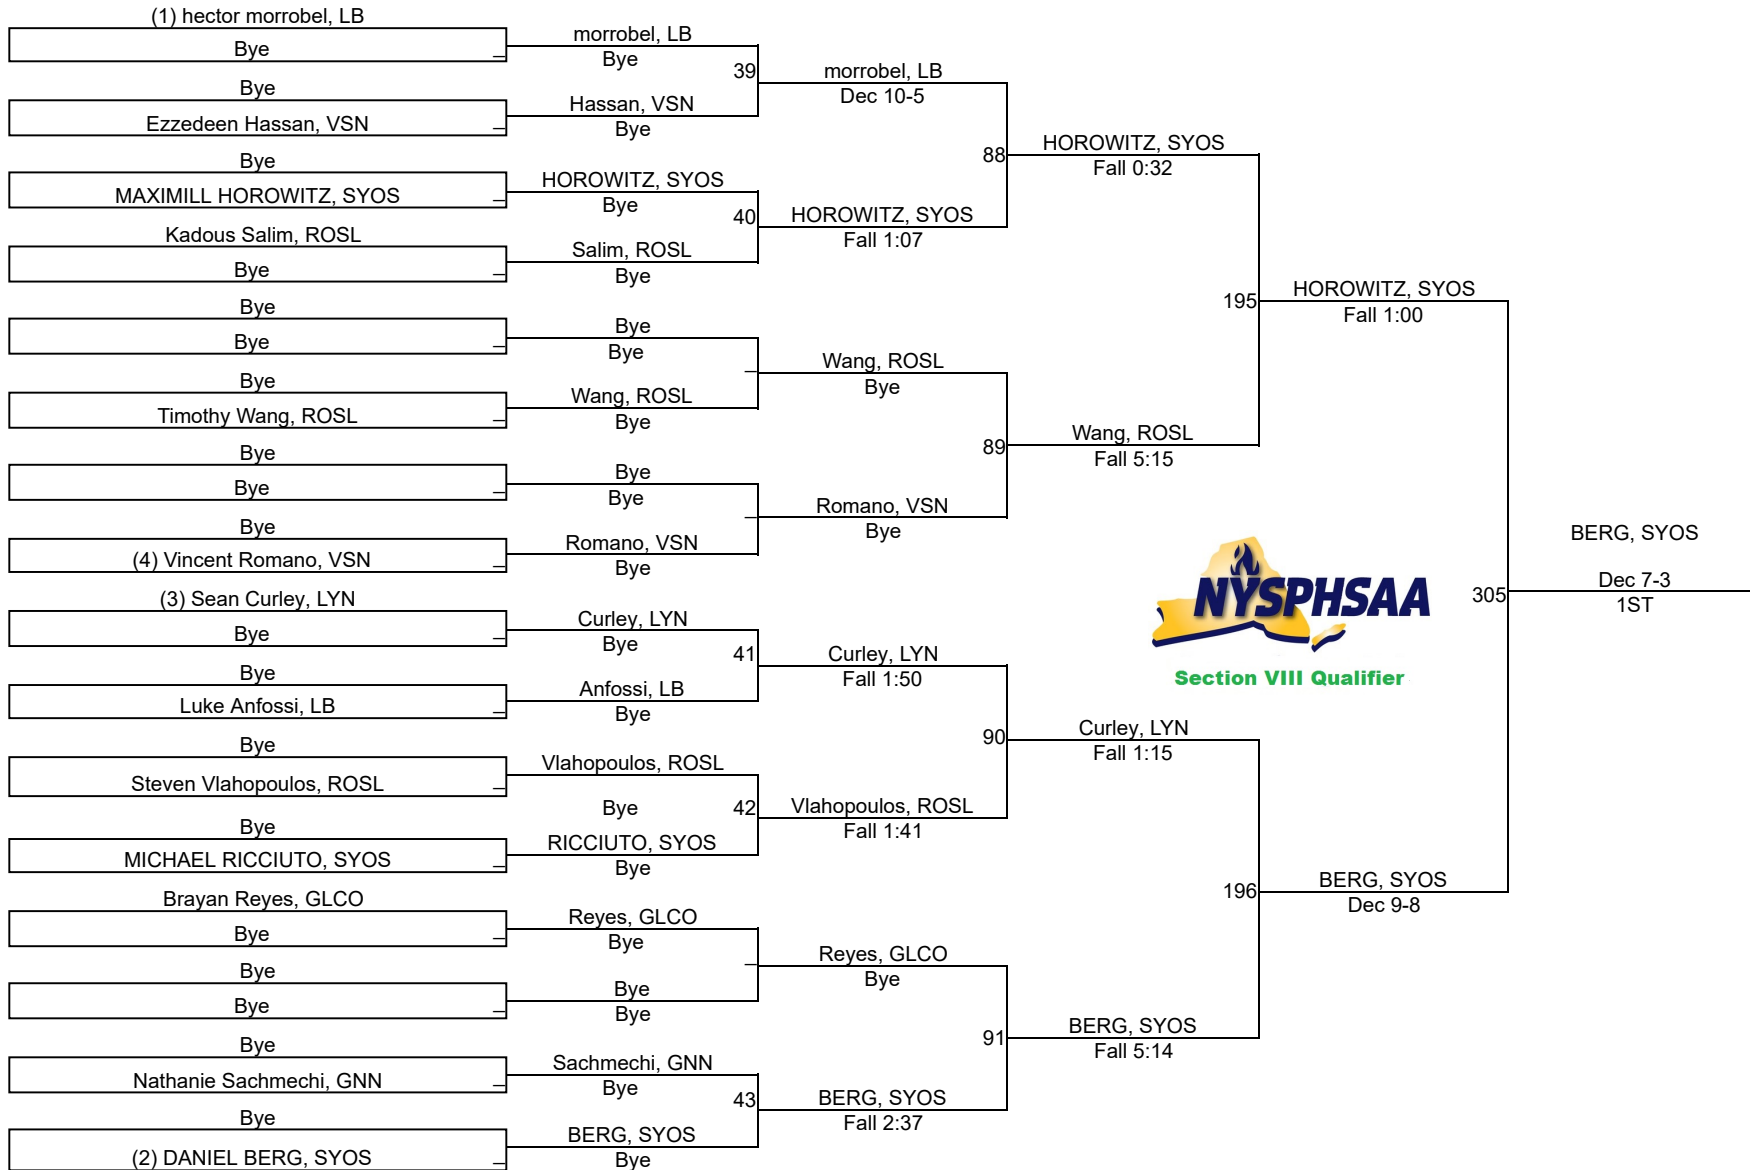 (1) hector morrobel, LB
Bye
Bye
Ezzedeen Hassan, VSN
Bye
MAXIMILL HOROWITZ, SYOS
Kadous Salim, ROSL
Bye
Bye
Bye
Bye
Timothy Wang, ROSL
Bye
Bye
Bye
(4) Vincent Romano, VSN
(3) Sean Curley, LYN
Bye
Bye
Luke Anfossi, LB
Bye
Steven Vlahopoulos, ROSL
Bye
MICHAEL RICCIUTO, SYOS
Brayan Reyes, GLCO
Bye
Bye
Bye
Bye
Nathanie Sachmechi, GNN
Bye
(2) DANIEL BERG, SYOS
morrobel, LB
Bye
39
Hassan, VSN
Bye
HOROWITZ, SYOS
Bye
40
Salim, ROSL
Bye
Bye
Bye
Wang, ROSL
Bye
Bye
Bye
Romano, VSN
Bye
Curley, LYN
Bye
41
Anfossi, LB
Bye
Vlahopoulos, ROSL
Bye
42
RICCIUTO, SYOS
Bye
Reyes, GLCO
Bye
Bye
Bye
Sachmechi, GNN
Bye
43
BERG, SYOS
Bye
morrobel, LB
Dec 10-5
88
HOROWITZ, SYOS
Fall 1:07
Wang, ROSL
Bye
89
Romano, VSN
Bye
Curley, LYN
Fall 1:50
90
Vlahopoulos, ROSL
Fall 1:41
Reyes, GLCO
Bye
91
BERG, SYOS
Fall 2:37
HOROWITZ, SYOS
Fall 0:32
195
Wang, ROSL
Fall 5:15
Curley, LYN
Fall 1:15
196
BERG, SYOS
Fall 5:14
HOROWITZ, SYOS
Fall 1:00
NYSPHSAA
Section VIII Qualifier
305
BERG, SYOS
Dec 9-8
BERG, SYOS
Dec 7-3
1ST